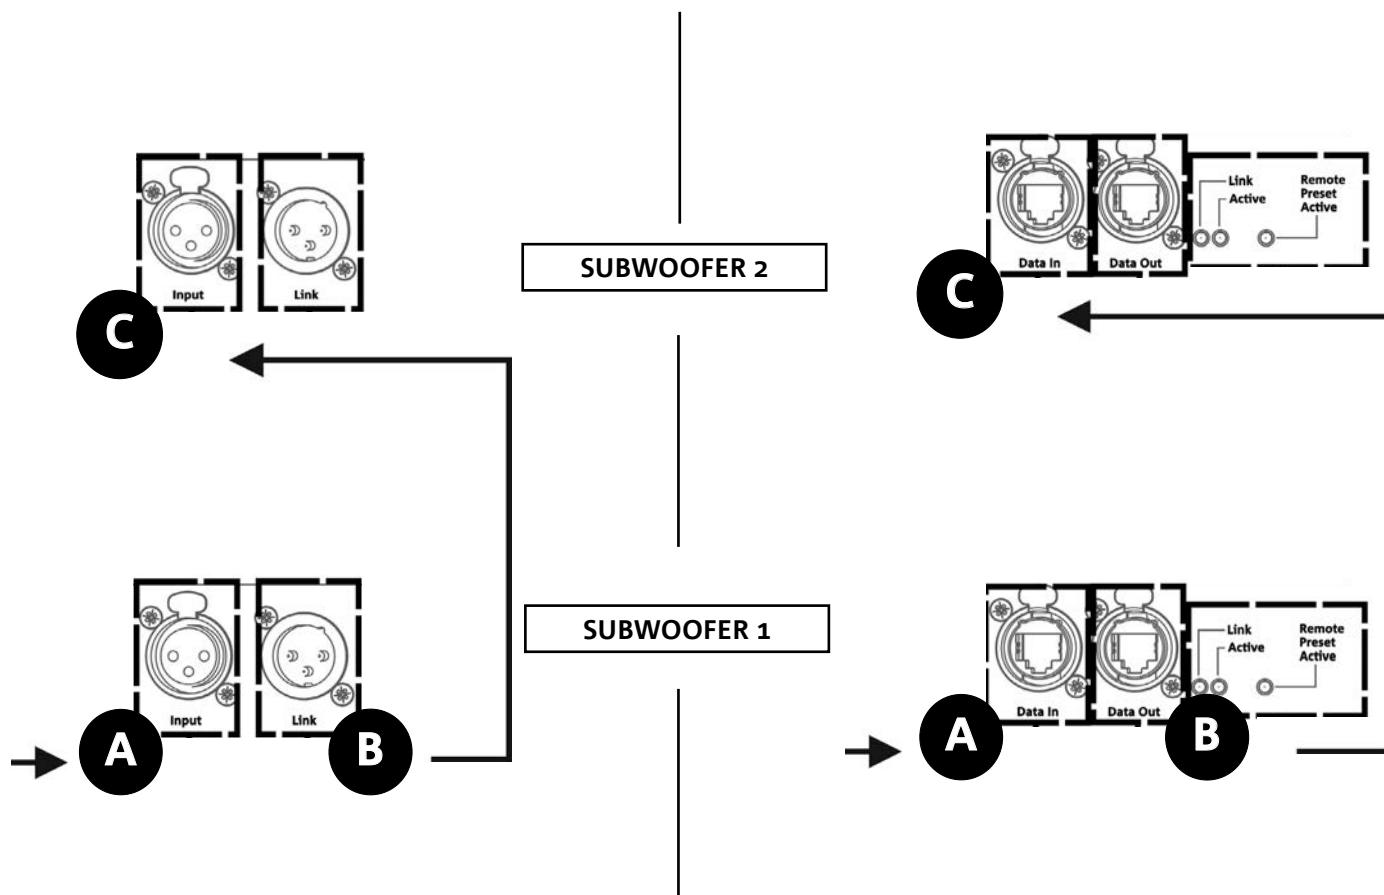 Input
Link
C
SUBWOOFER 2
Data In
Data Out
Link
Active
Remote
Preset
Active
C
Input
Link
A
B
SUBWOOFER 1
Data In
Data Out
Link
Active
Remote
Preset
Active
A
B